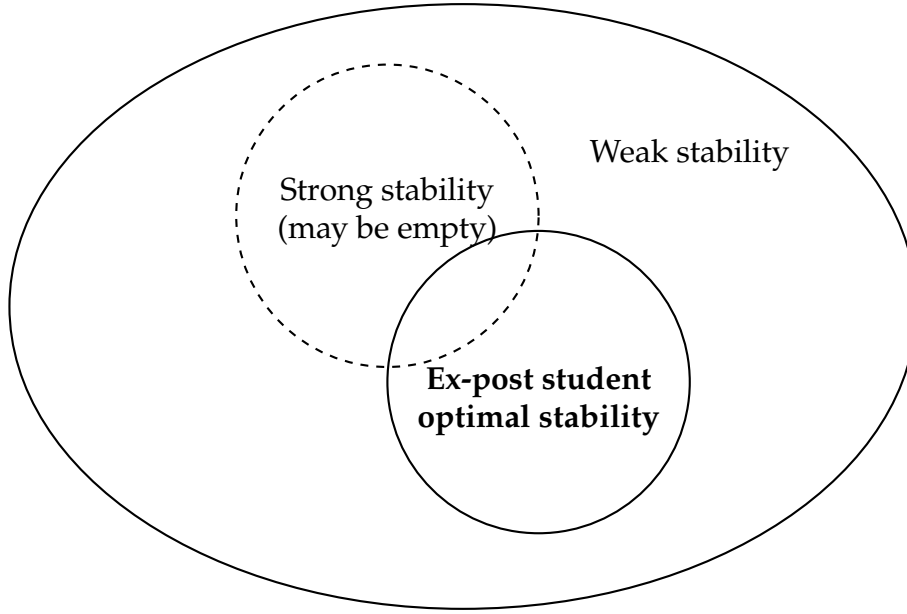 Weak stability
Strong stability
(may be empty)
Ex-post student
optimal stability